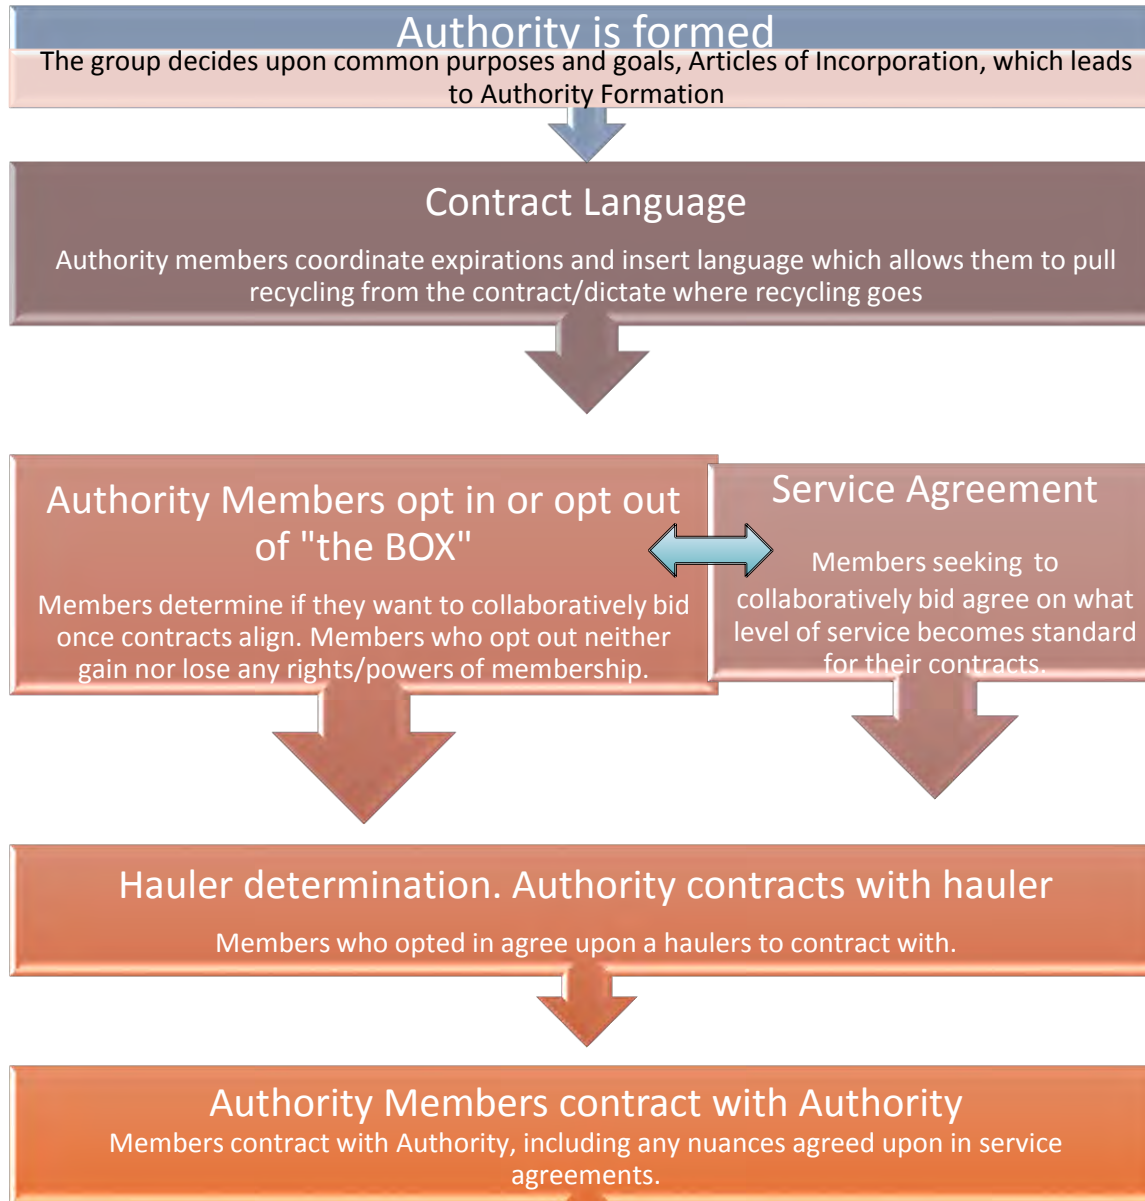 Authority is formed
The group decides upon common purposes and goals, Articles of Incorporation, which leads
to Authority Formation
Contract Language
Authority members coordinate expirations and insert language which allows them to pull
recycling from the contract/dictate where recycling goes
Authority Members opt in or opt out
of "the BOX"
Members determine if they want to collaboratively bid
once contracts align. Members who opt out neither
gain nor lose any rights/powers of membership.
Service Agreement
Members seeking to
collaboratively bid agree on what
level of service becomes standard
for their contracts.
Hauler determination. Authority contracts with hauler
Members who opted in agree upon a haulers to contract with.
Authority Members contract with Authority
Members contract with Authority, including any nuances agreed upon in service
agreements.